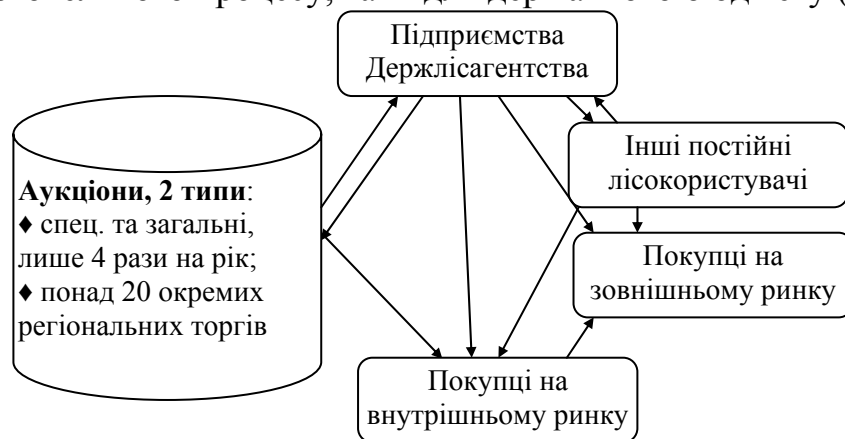 Підприємства
Держлісагентства
Інші постійні
лісокористувачі
Аукціони, 2 типи:
♦ спец. та загальні,
лише 4 рази на рік;
♦ понад 20 окремих
регіональних торгів
Покупці на
зовнішньому ринку
Покупці на
внутрішньому ринку